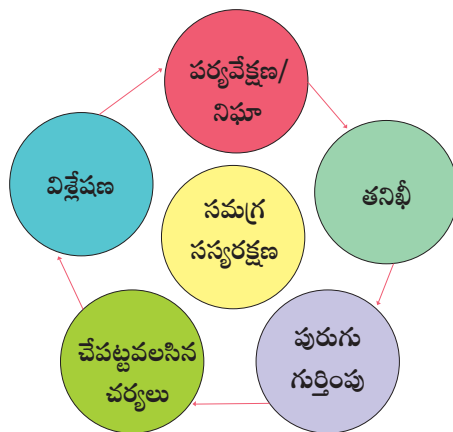 పర్యవేక్షణ/
నిఘా
తనిఖీ
పురుగు
గుర్తింపు
చేపట్టవలసిన
చర్యలు
విశ్లేషణ
సమగ్ర
సస్యరక్షణ